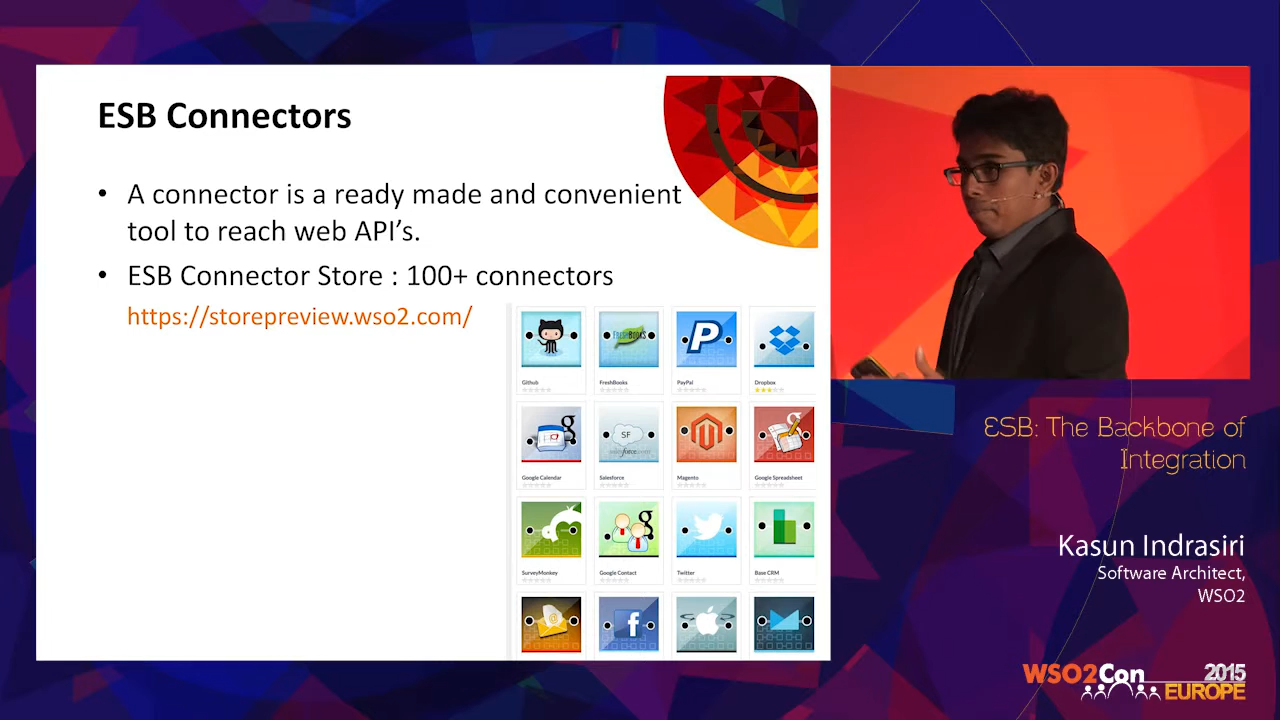 ESB Connectors
• A connector is a ready made and convenient
tool to reach web API's.
• ESB Connector Store : 100+ connectors
https://storepreview.wso2.com/
FRESHBOOKS
Github
FreshBooks
PayPal
Dropbox
SF
Google Calendar
Salesforce
Magento
Google Spreadsheet
SurveyMonkey
Google Contact
Twitter
Base CRM
ESB: The Backbone of
Integration
Kasun Indrasiri
Software Architect,
WSO2
WSO2Con 2015
EUROPE